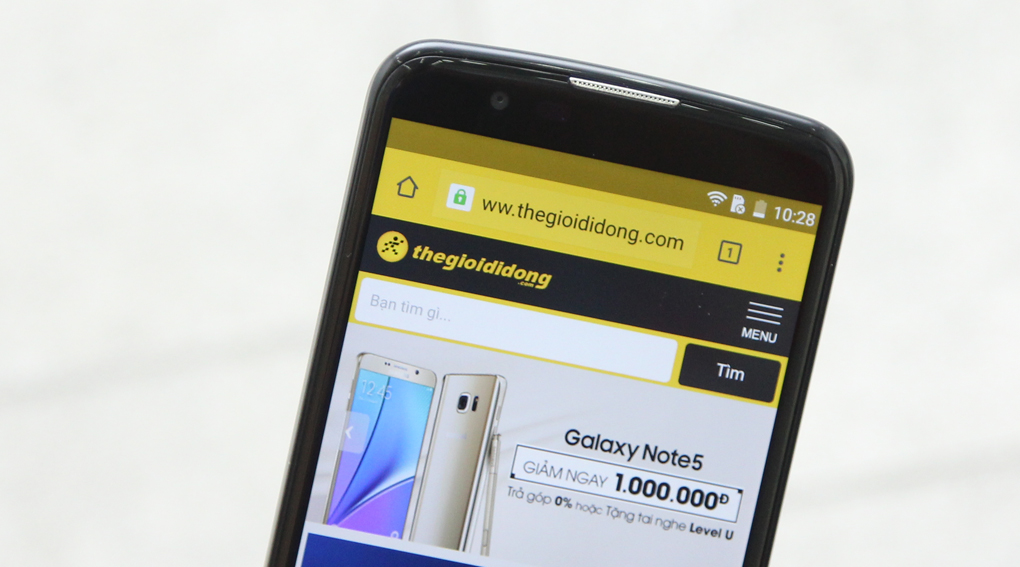 10:28
ww.thegioididong.com
1
thegioididong
.com
MENU
Bạn tìm gì...
Tìm
12:45
Galaxy Note5
GIẢM NGAY 1.000.000Đ
Trả góp 0% hoặc Tặng tai nghe Level U